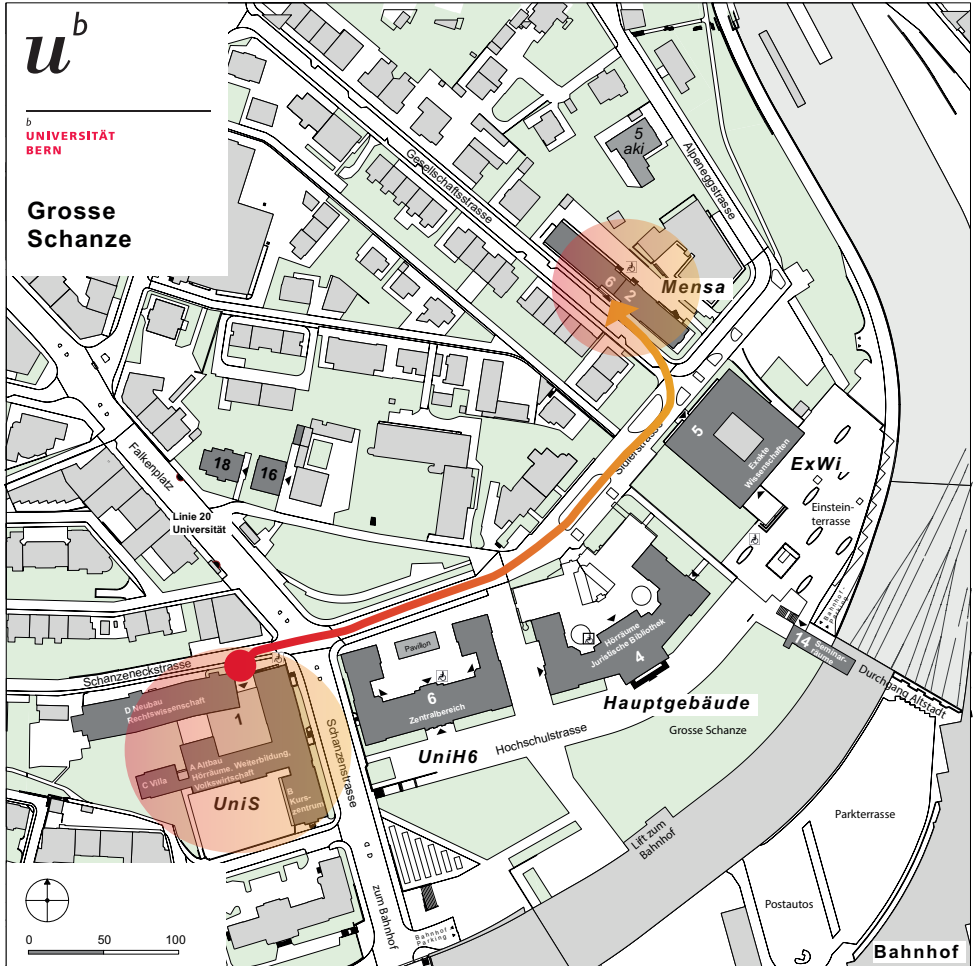 u b
b
UNIVERSITÄT
BERN
Grosse
Schanze
Gesellschaftsstrasse
5
aki
Alpeneggstrasse
6
2
Mensa
Sidlerstrasse
5
Exakte
Wissenschaften
ExWi
Einstein-
terrasse
Falkenplatz
18
16
Linie 20
Universität
Bahnhof-
Parking
14 Seminar-
räume
Durchgang Altstadt
Schanzeneckstrasse
D Neubau
Rechtswissenschaft
1
A Altbau
Hörräume, Weiterbildung,
Volkswirtschaft
C Villa
B
Kurs-
zentrum
UniS
Schanzenstrasse
Pavillon
6
Zentralbereich
UniH6
Hörräume
Juristische Bibliothek
4
Hauptgebäude
Hochschulstrasse
Grosse Schanze
Lift zum
Bahnhof
Parkterrasse
Postautos
zum Bahnhof
Bahnhof
Parking
0 50 100
Bahnhof